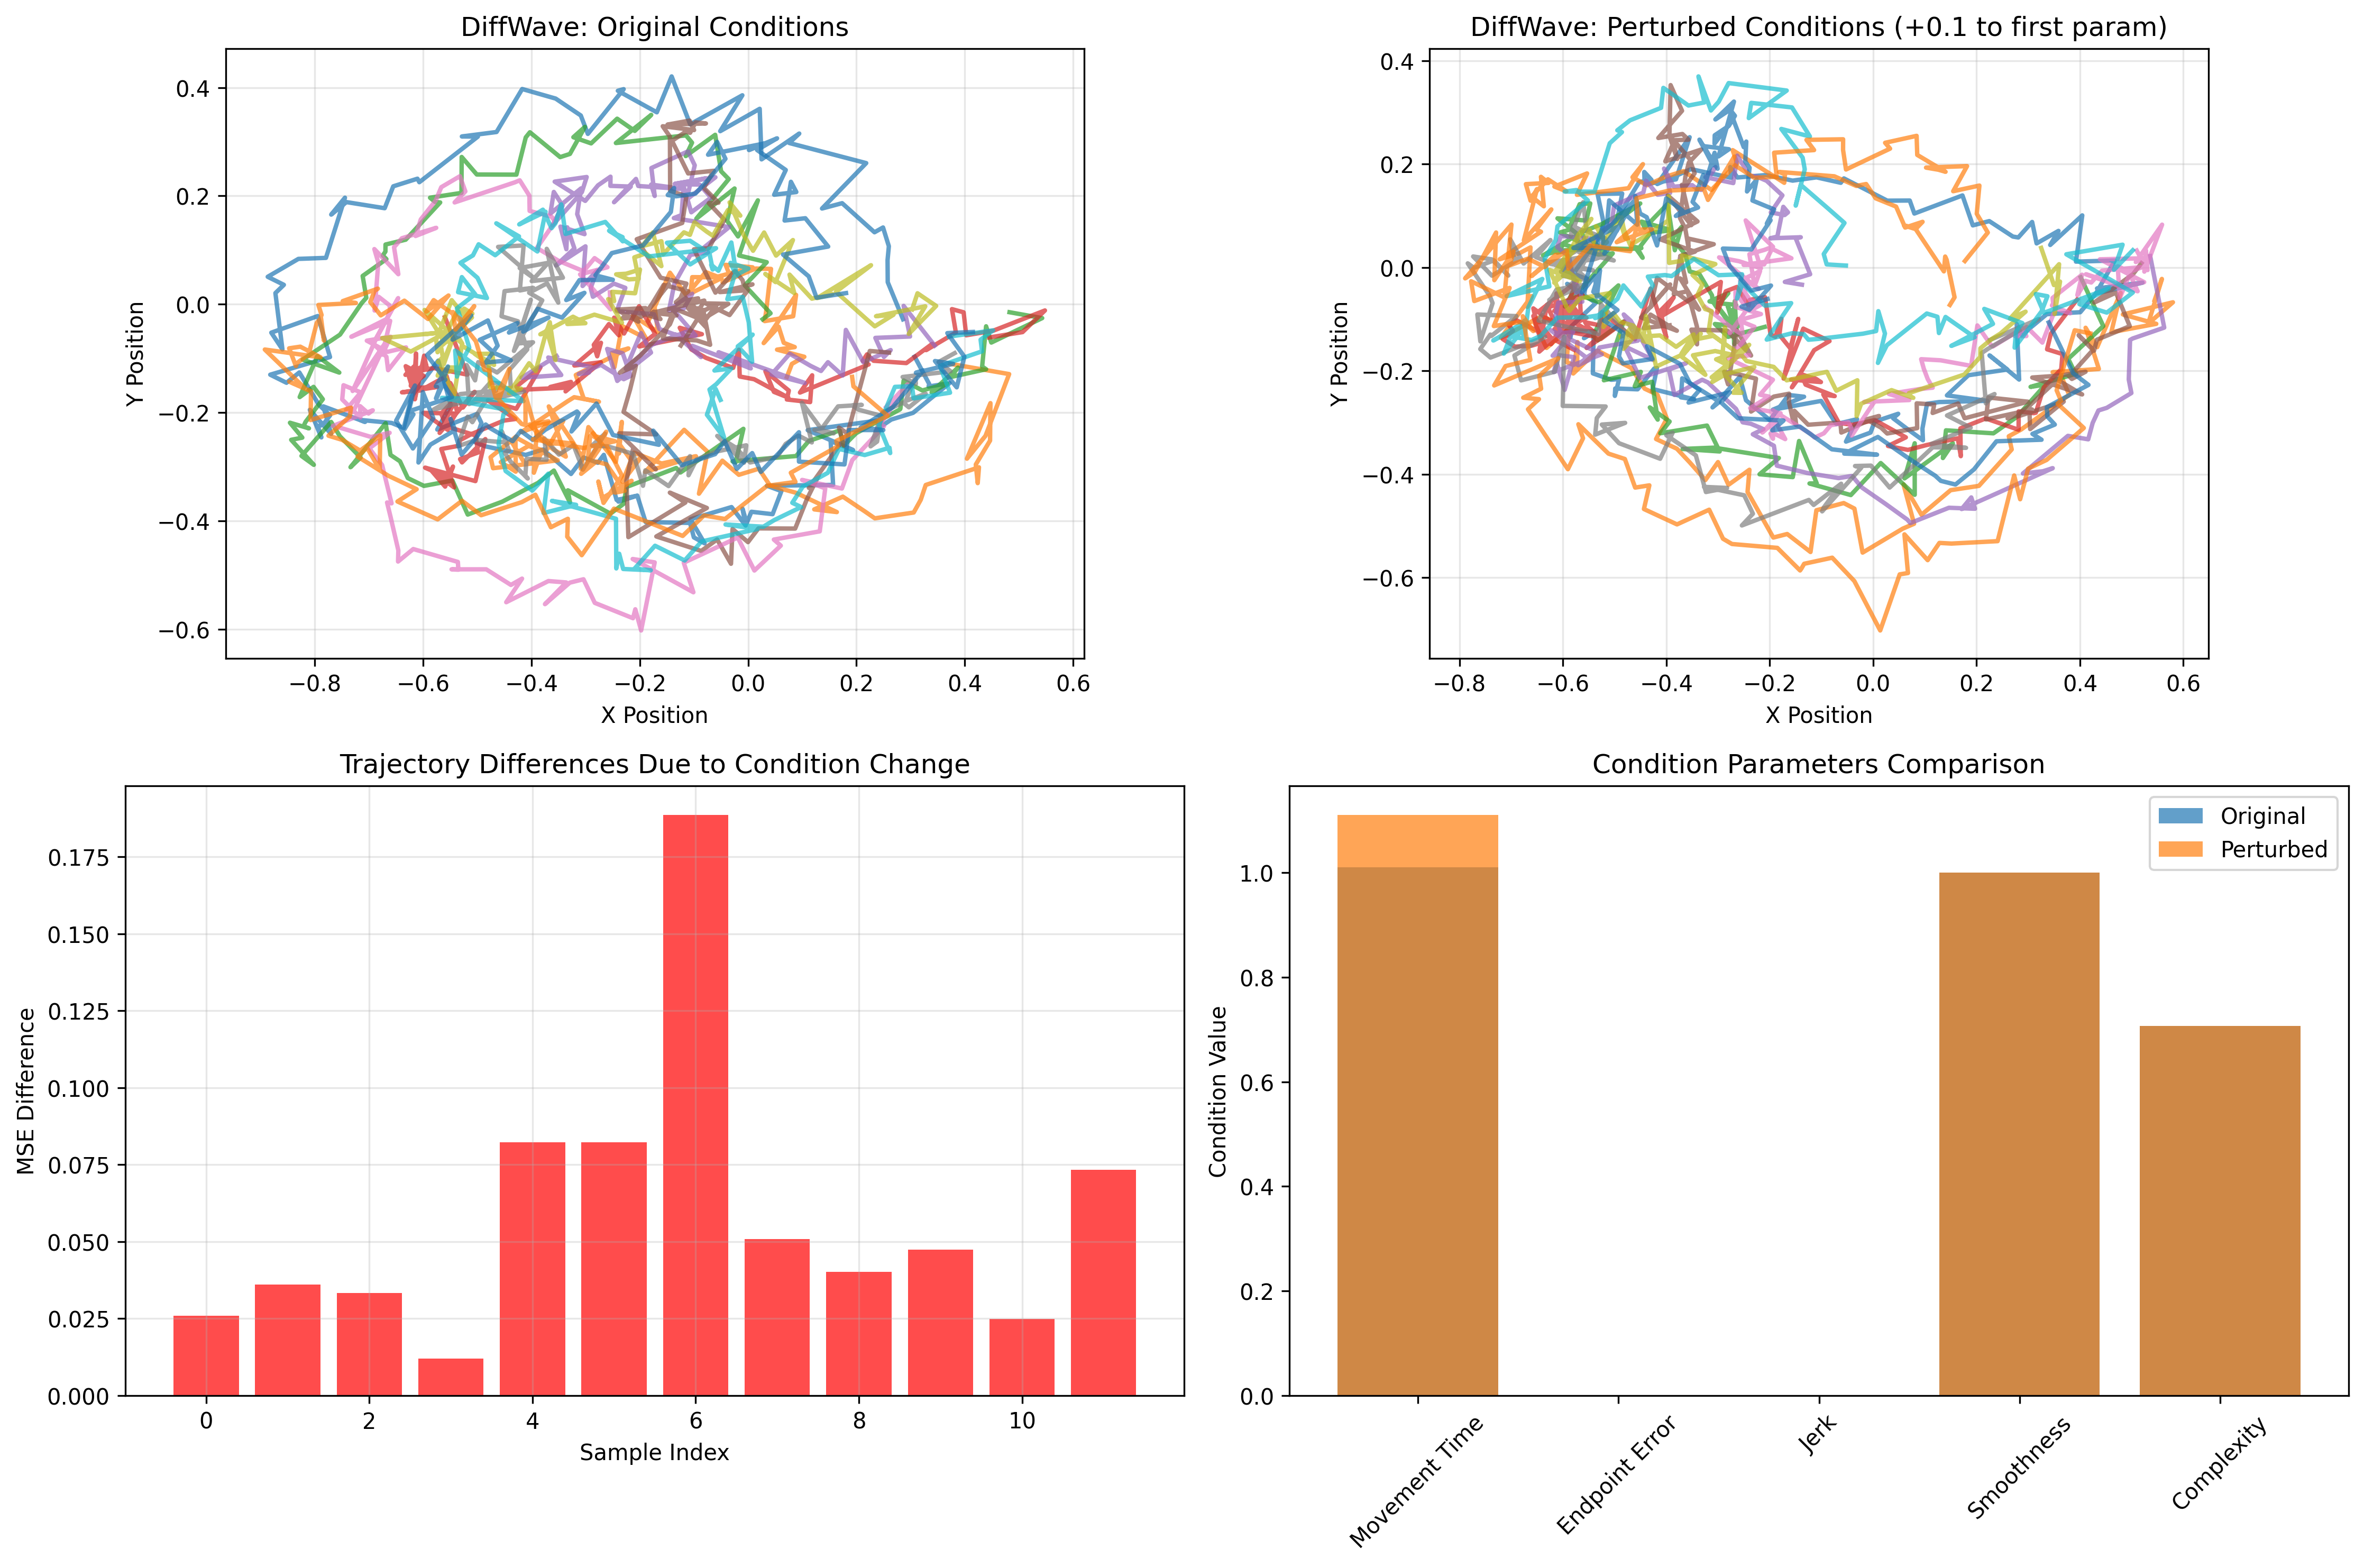 DiffWave: Original Conditions
0.4
0.2
0.0
−0.2
−0.4
−0.6
Y Position
−0.8 −0.6 −0.4 −0.2 0.0 0.2 0.4 0.6
X Position
DiffWave: Perturbed Conditions (+0.1 to first param)
0.4
0.2
0.0
−0.2
−0.4
−0.6
Y Position
−0.8 −0.6 −0.4 −0.2 0.0 0.2 0.4 0.6
X Position
Trajectory Differences Due to Condition Change
0.175
0.150
0.125
0.100
0.075
0.050
0.025
0.000
MSE Difference
0 2 4 6 8 10
Sample Index
Condition Parameters Comparison
Original
Perturbed
1.0
0.8
0.6
0.4
0.2
0.0
Condition Value
Movement Time
Endpoint Error
Jerk
Smoothness
Complexity